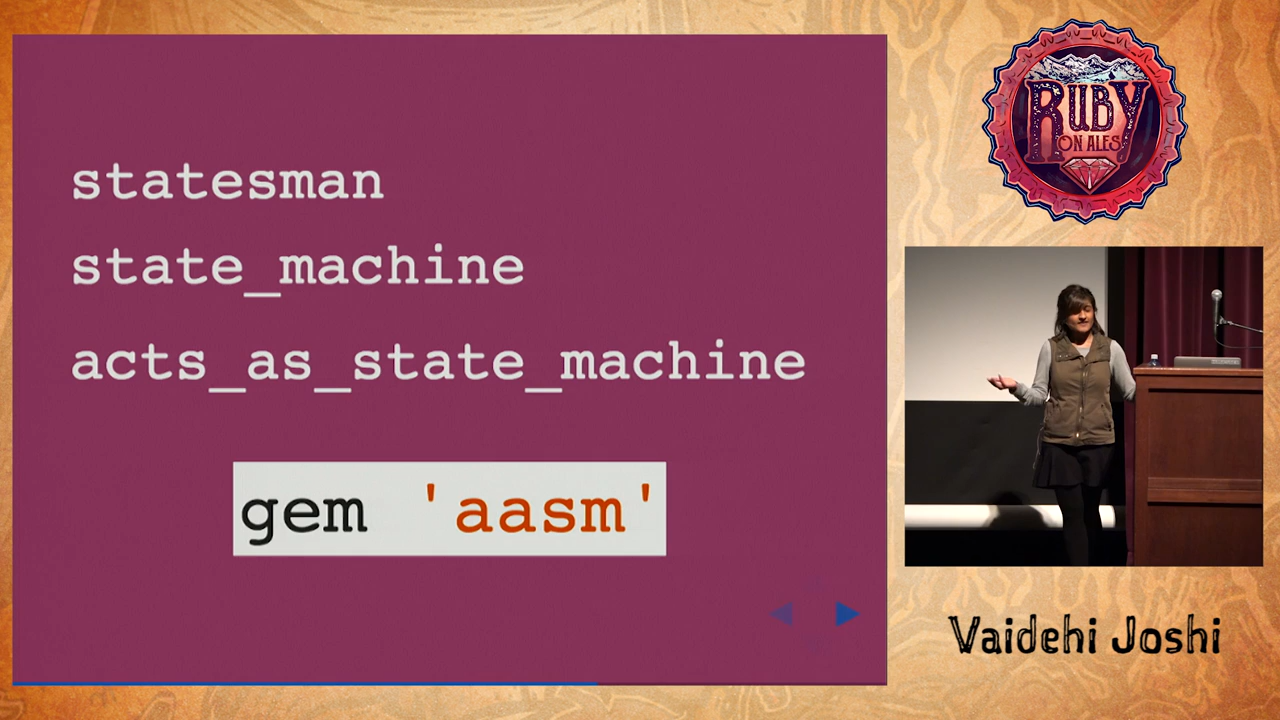 statesman
state_machine
acts_as_state_machine
gem 'aasm'
RUBY
ON ALES
Vaidehi Joshi